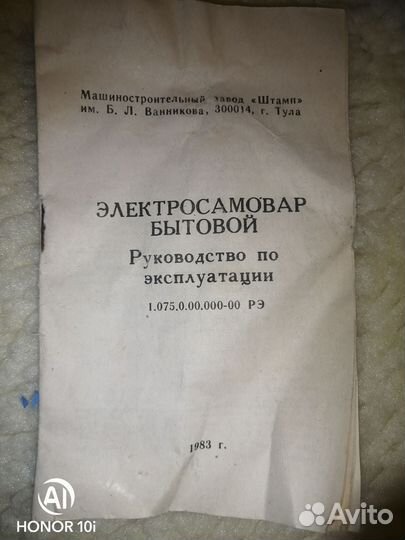 Машиностроительный завод «Штамп»
им. Б. Л. Ванникова, 300014, г. Тула
ЭЛЕКТРОСАМОВАР
БЫТОВОЙ
Руководство по
эксплуатации
1.075.0.00.000-00 РЭ
1983 г.
AI
HONOR 10i
Avito